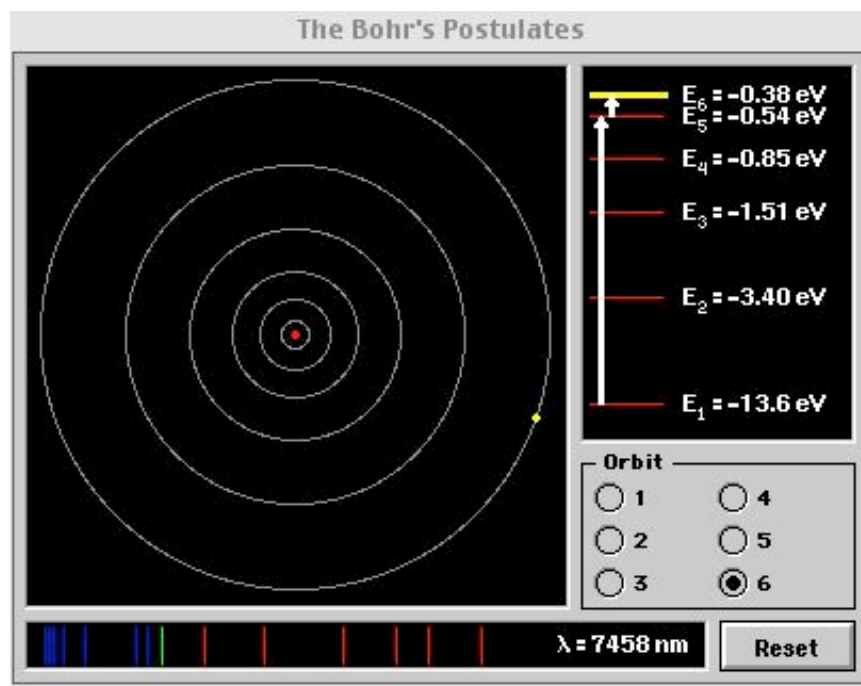 The Bohr's Postulates
E₆ = -0.38 eV
E₅ = -0.54 eV
E₄ = -0.85 eV
E₃ = -1.51 eV
E₂ = -3.40 eV
E₁ = -13.6 eV
Orbit
1 4
2 5
3 6
λ = 7458 nm
Reset